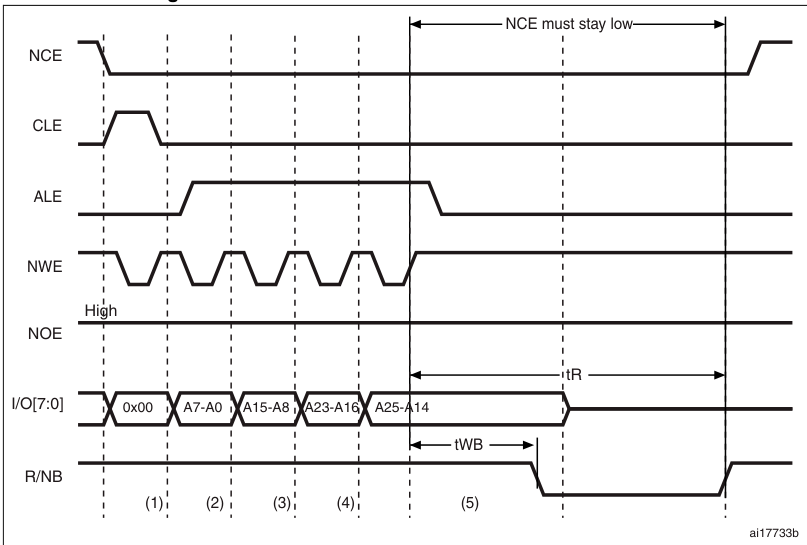 NCE must stay low
NCE
CLE
ALE
NWE
High
NOE
tR
I/O[7:0]
0x00
A7-A0
A15-A8
A23-A16
A25-A14
tWB
R/NB
(1)
(2)
(3)
(4)
(5)
ai17733b